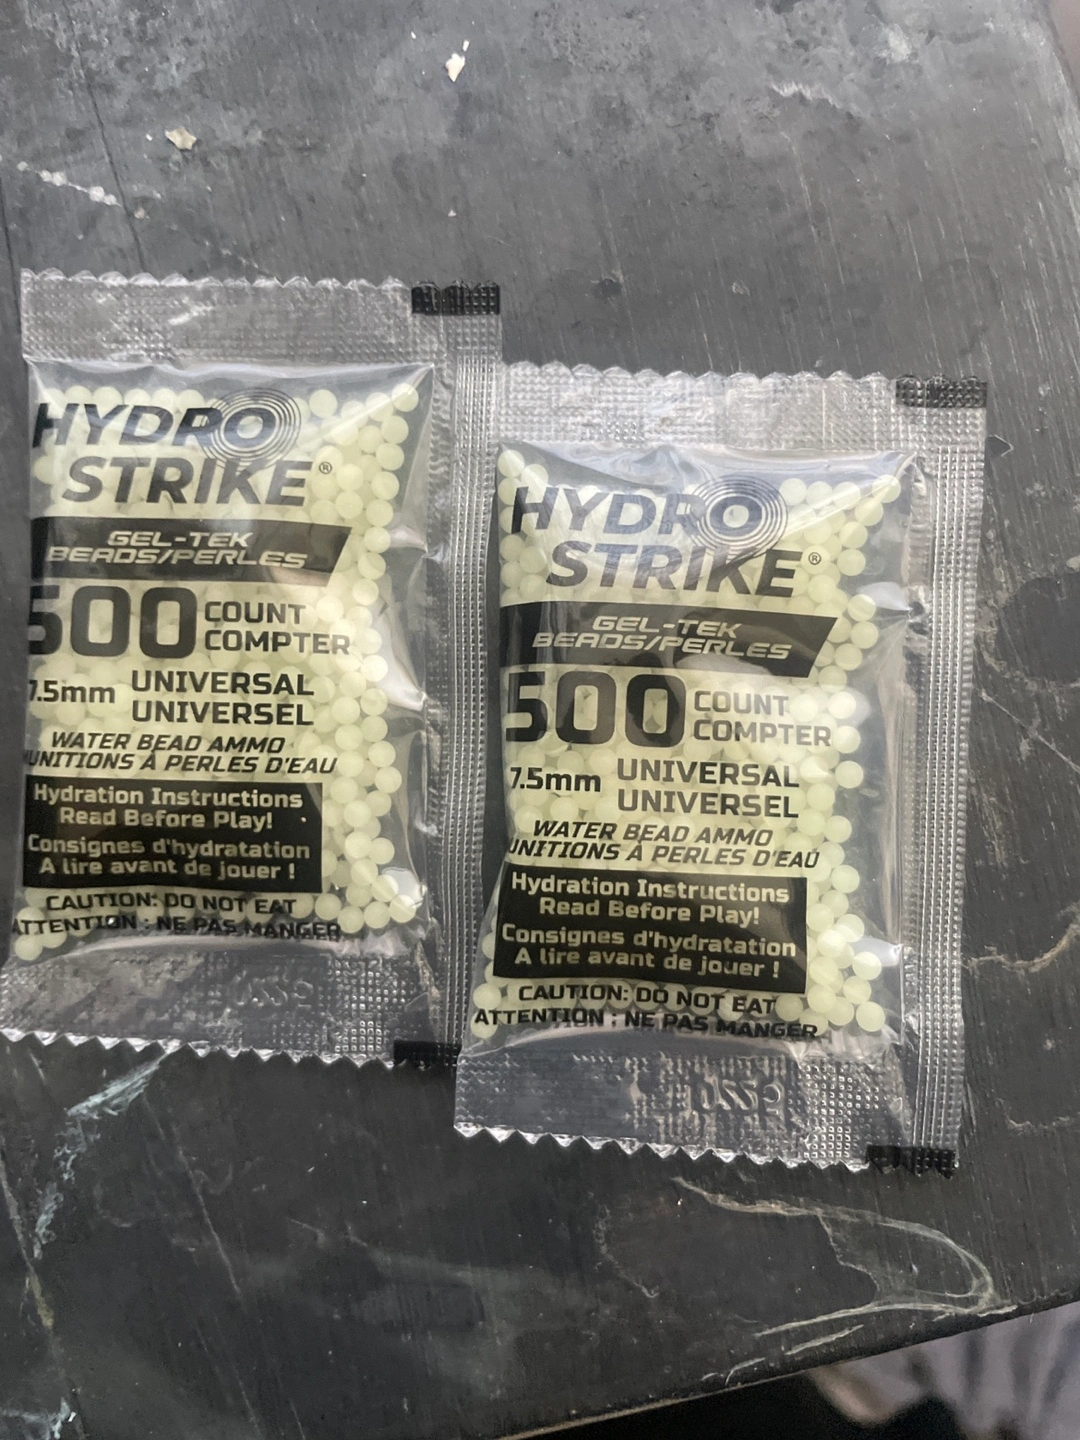 HYDRO
STRIKE®
GEL-TEK
BEADS/PERLES
500 COUNT
COMPTER
7.5mm UNIVERSAL
UNIVERSEL
WATER BEAD AMMO
UNITIONS À PERLES D'EAU
Hydration Instructions
Read Before Play!
Consignes d'hydratation
A lire avant de jouer !
CAUTION: DO NOT EAT
ATTENTION : NE PAS MANGER
HYDRO
STRIKE®
GEL-TEK
BEADS/PERLES
500 COUNT
COMPTER
7.5mm UNIVERSAL
UNIVERSEL
WATER BEAD AMMO
UNITIONS À PERLES D'EAU
Hydration Instructions
Read Before Play!
Consignes d'hydratation
A lire avant de jouer !
CAUTION: DO NOT EAT
ATTENTION : NE PAS MANGER